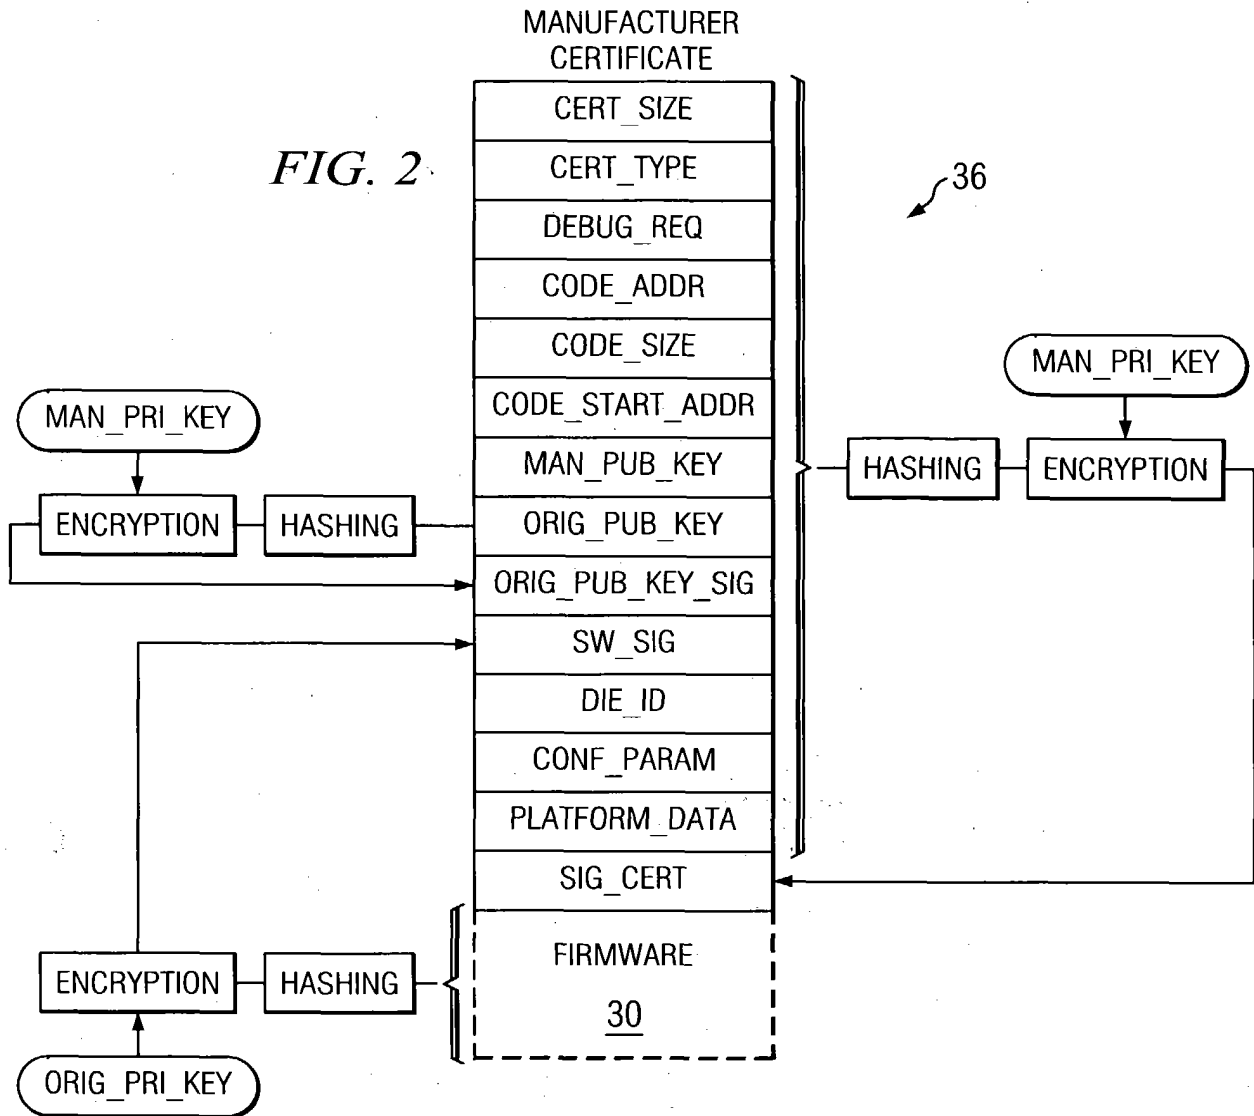 MANUFACTURER
CERTIFICATE
FIG. 2
36
CERT_SIZE
CERT_TYPE
DEBUG_REQ
CODE_ADDR
CODE_SIZE
CODE_START_ADDR
MAN_PUB_KEY
ORIG_PUB_KEY
ORIG_PUB_KEY_SIG
SW_SIG
DIE_ID
CONF_PARAM
PLATFORM_DATA
SIG_CERT
FIRMWARE
30
MAN_PRI_KEY
ENCRYPTION
HASHING
MAN_PRI_KEY
HASHING
ENCRYPTION
ENCRYPTION
HASHING
ORIG_PRI_KEY